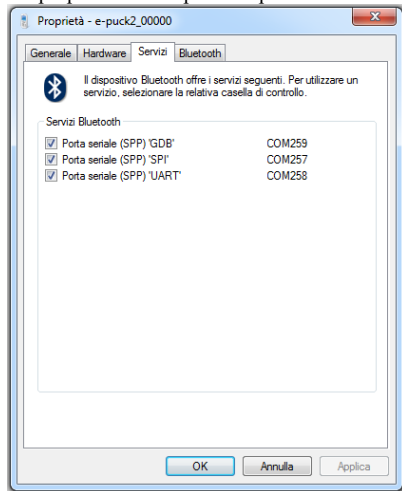 Proprietà - e-puck2_00000
Generale Hardware Servizi Bluetooth
Il dispositivo Bluetooth offre i servizi seguenti. Per utilizzare un
servizio, selezionare la relativa casella di controllo.
Servizi Bluetooth
Porta seriale (SPP) 'GDB' COM259
Porta seriale (SPP) 'SPI' COM257
Porta seriale (SPP) 'UART' COM258
OK Annulla Applica